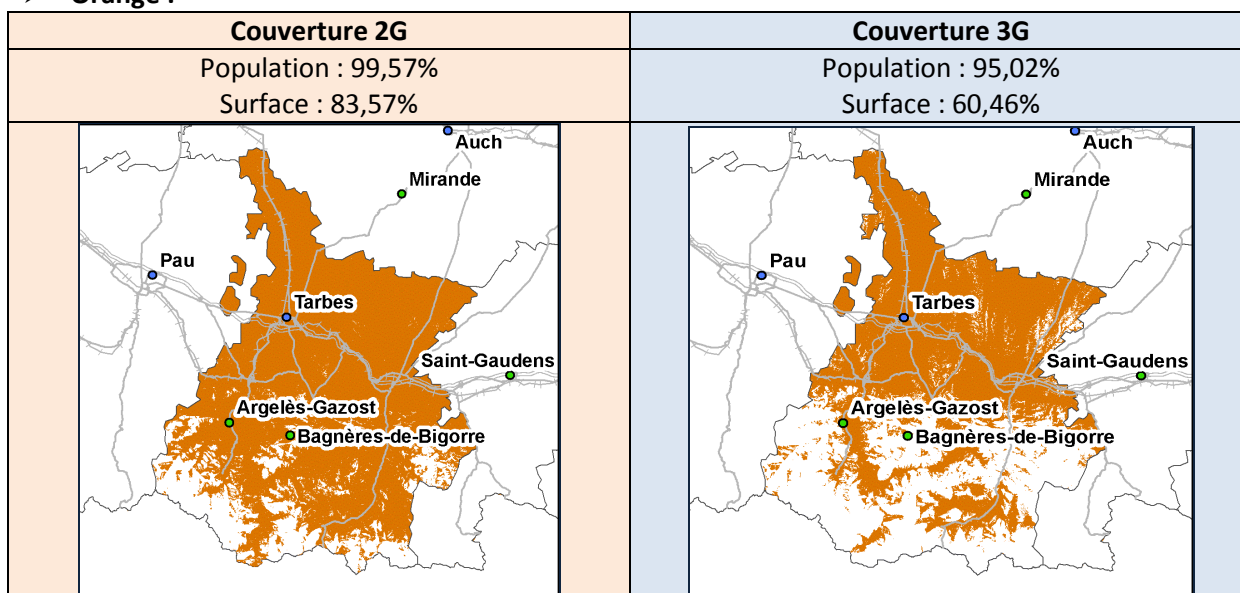 Orange :
Couverture 2G
Couverture 3G
Population : 99,57%
Surface : 83,57%
Population : 95,02%
Surface : 60,46%
Auch
Mirande
Pau
Tarbes
Saint-Gaudens
Argelès-Gazost
Bagnères-de-Bigorre
Auch
Mirande
Pau
Tarbes
Saint-Gaudens
Argelès-Gazost
Bagnères-de-Bigorre